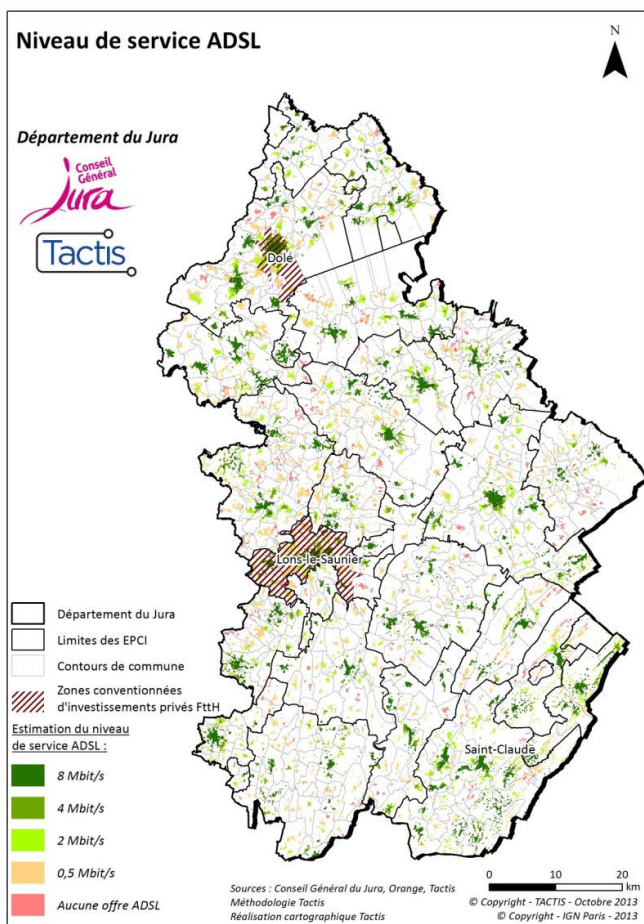 Niveau de service ADSL
N
Département du Jura
Conseil
Général
Jura
Tactis
Dole
Lons-le-Saunier
Saint-Claude
Département du Jura
Limites des EPCI
Contours de commune
Zones conventionnées
d'investissements privés FttH
Estimation du niveau
de service ADSL :
8 Mbit/s
4 Mbit/s
2 Mbit/s
0,5 Mbit/s
Aucune offre ADSL
0 10 20
km
Sources : Conseil Général du Jura, Orange, Tactis
Méthodologie Tactis
Réalisation cartographique Tactis
© Copyright - TACTIS - Octobre 2013
© Copyright - IGN Paris - 2013